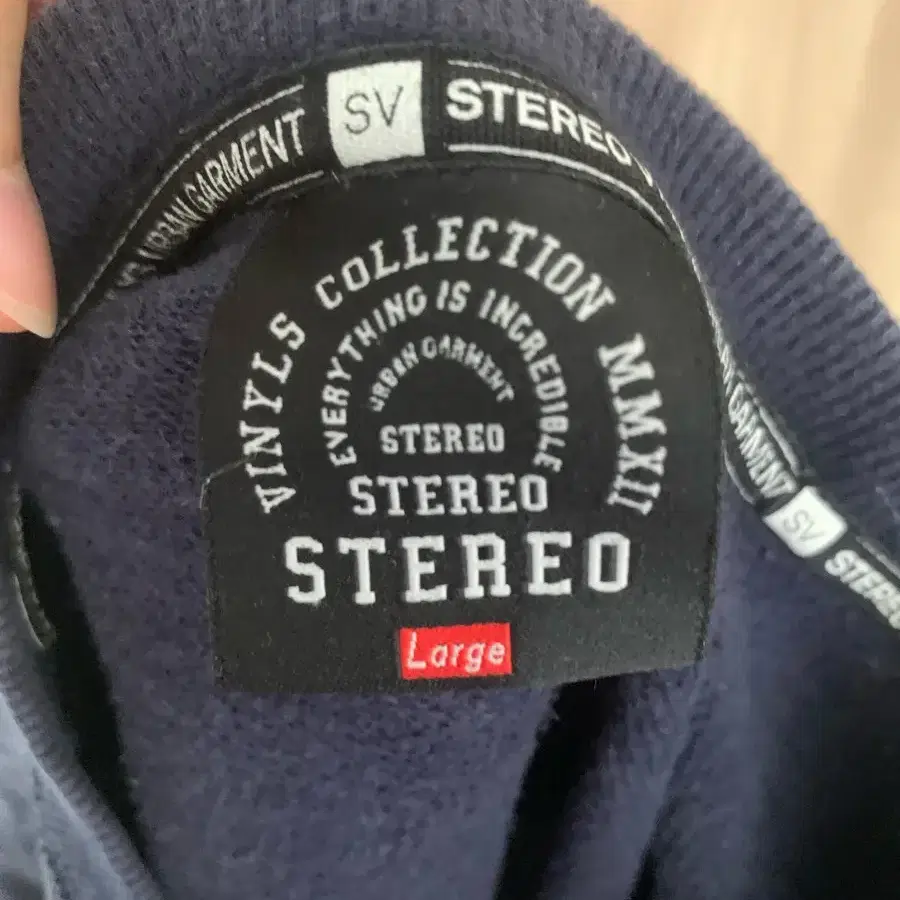 URBAN GARMENT SV STEREO
VINYLS COLLECTION MMXII
EVERYTHING IS INCREDIBLE
URBAN GARMENT
STEREO
STEREO
STEREO
Large
GARMENT SV STEREO